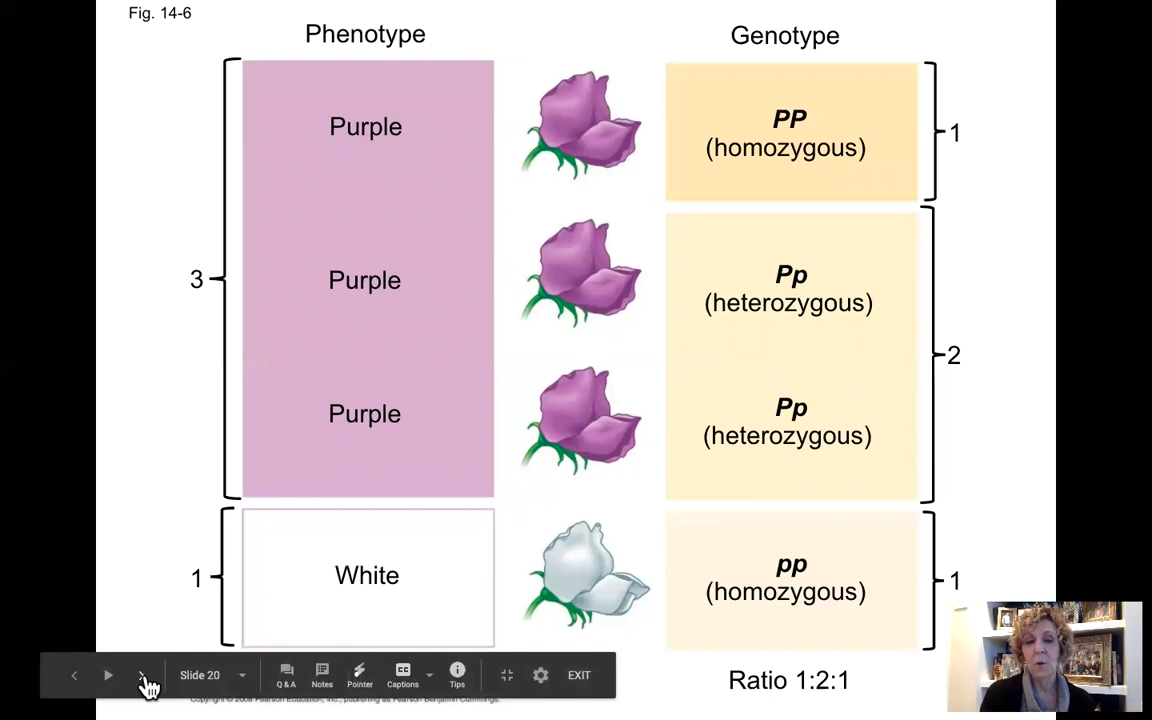 Fig. 14-6
Phenotype
Genotype
Purple
PP
(homozygous)
1
3
Purple
Pp
(heterozygous)
2
Purple
Pp
(heterozygous)
1
White
pp
(homozygous)
1
Slide 20
Q & A
Notes
Pointer
Captions
Tips
EXIT
Ratio 1:2:1
Copyright © 2008 Pearson Education, Inc., publishing as Pearson Benjamin Cummings.